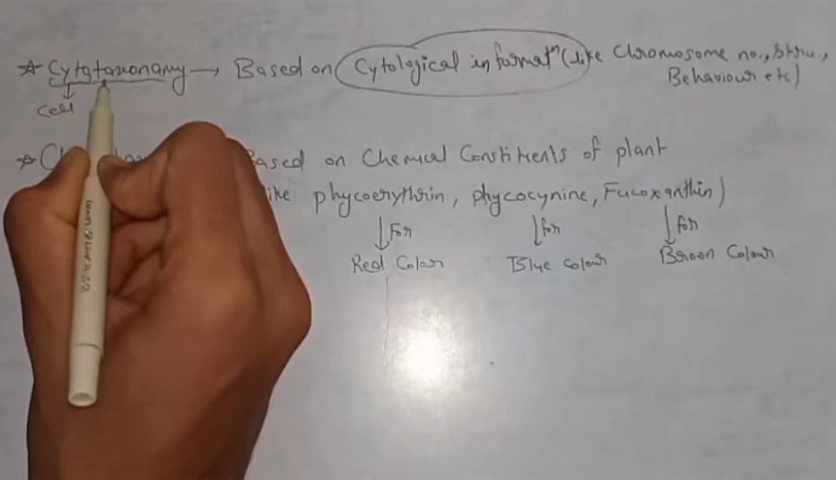 * Cytotaxonomy → Based on Cytological informatⁿ (like Chromosome no., stru.,
Behaviour etc)
cell
* Based on Chemical Constituents of plant
like phycoerythrin, phycocynine, Fucoxanthin)
for for for
Red Colour Blue colour Brown Colour